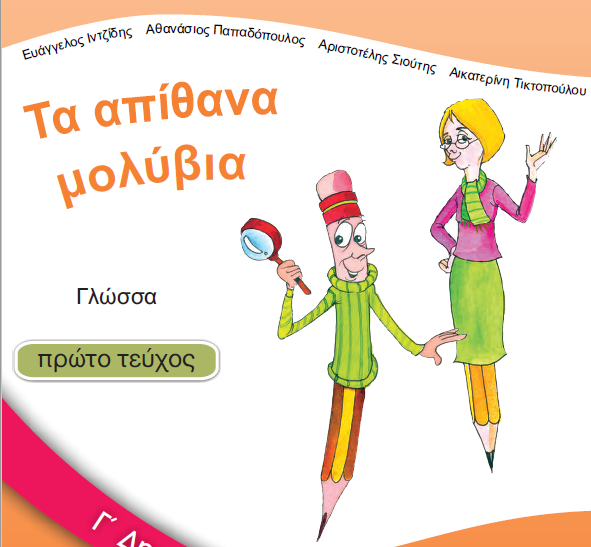 Ευάγγελος Ιντζίδης Αθανάσιος Παπαδόπουλος Αριστοτέλης Σιούτης Αικατερίνη Τικτοπούλου
Τα απίθανα
μολύβια
Γλώσσα
πρώτο τεύχος
Γ΄